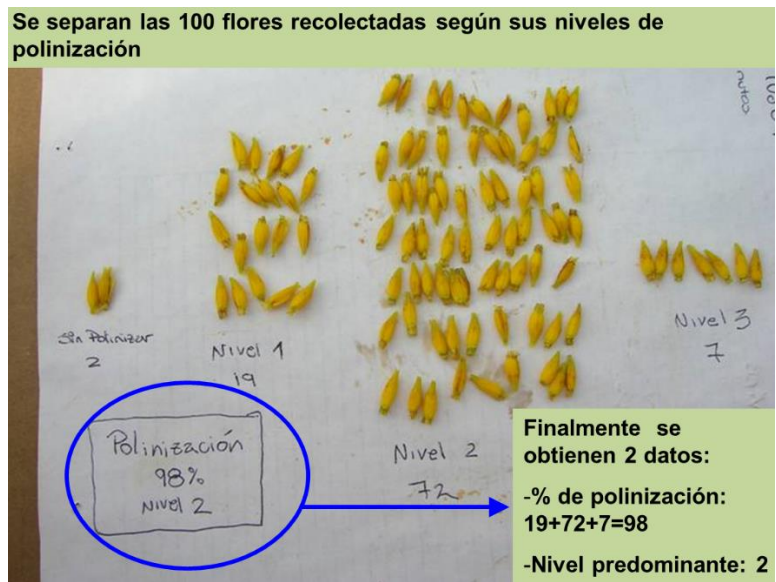 Se separan las 100 flores recolectadas según sus niveles de
polinización
Sin Polinizar
2
Nivel 1
19
Nivel 2
72
Nivel 3
7
Polinización
98%
Nivel 2
Finalmente se
obtienen 2 datos:
-% de polinización:
19+72+7=98
-Nivel predominante: 2